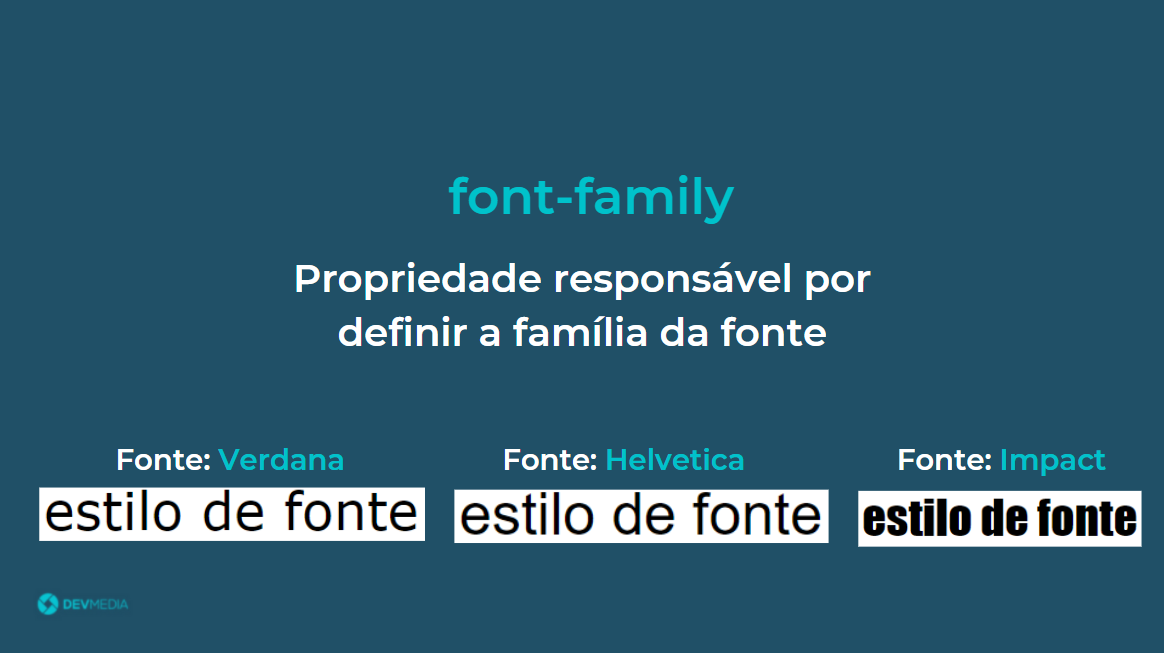 font-family
Propriedade responsável por
definir a família da fonte
Fonte: Verdana
estilo de fonte
Fonte: Helvetica
estilo de fonte
Fonte: Impact
estilo de fonte
DEVMEDIA